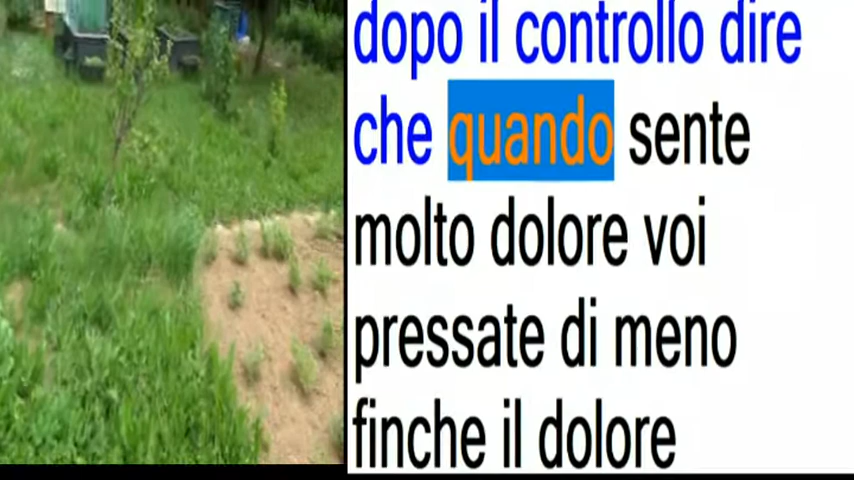 dopo il controllo dire
che quando sente
molto dolore voi
pressate di meno
finche il dolore